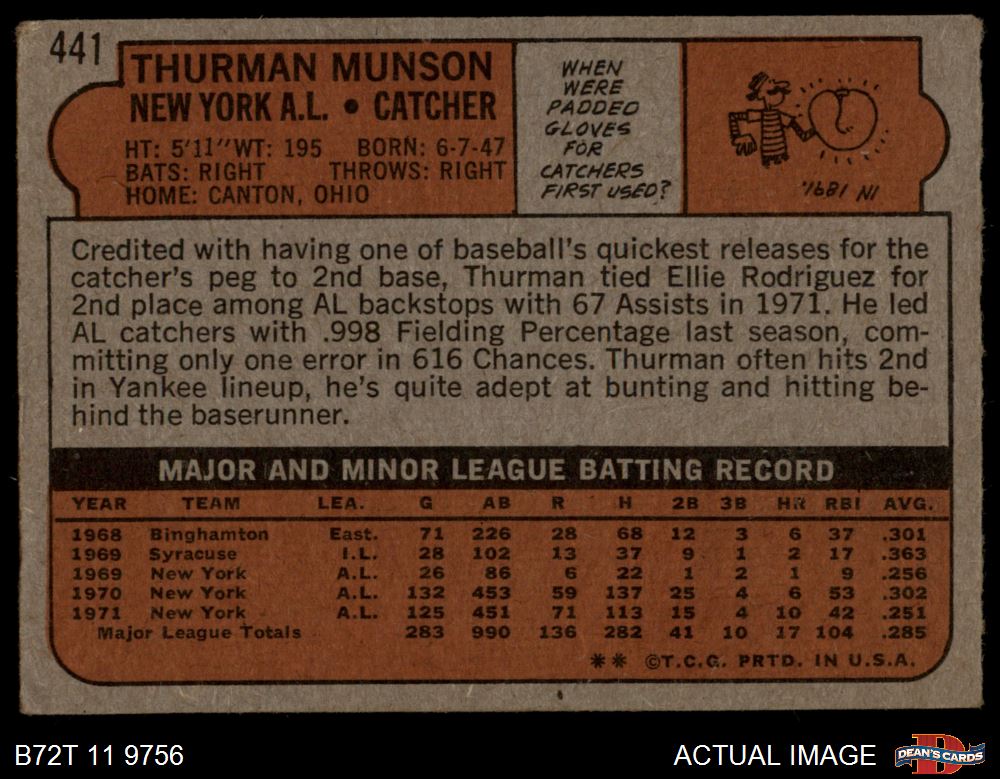 441
THURMAN MUNSON
NEW YORK A.L. • CATCHER
HT: 5'11" WT: 195 BORN: 6-7-47
BATS: RIGHT THROWS: RIGHT
HOME: CANTON, OHIO
WHEN
WERE
PADDED
GLOVES
FOR
CATCHERS
FIRST USED?
IN 1891.
Credited with having one of baseball's quickest releases for the
catcher's peg to 2nd base, Thurman tied Ellie Rodriguez for
2nd place among AL backstops with 67 Assists in 1971. He led
AL catchers with .998 Fielding Percentage last season, com-
mitting only one error in 616 Chances. Thurman often hits 2nd
in Yankee lineup, he's quite adept at bunting and hitting be-
hind the baserunner.
MAJOR AND MINOR LEAGUE BATTING RECORD
YEAR TEAM LEA. G AB R H 2B 3B HR RBI AVG.
1968 Binghamton East. 71 226 28 68 12 3 6 37 .301
1969 Syracuse I.L. 28 102 13 37 9 1 2 17 .363
1969 New York A.L. 26 86 6 22 1 2 1 9 .256
1970 New York A.L. 132 453 59 137 25 4 6 53 .302
1971 New York A.L. 125 451 71 113 15 4 10 42 .251
Major League Totals 283 990 136 282 41 10 17 104 .285
** ©T.C.G. PRTD. IN U.S.A.
B72T 11 9756
ACTUAL IMAGE
D
DEAN'S CARDS